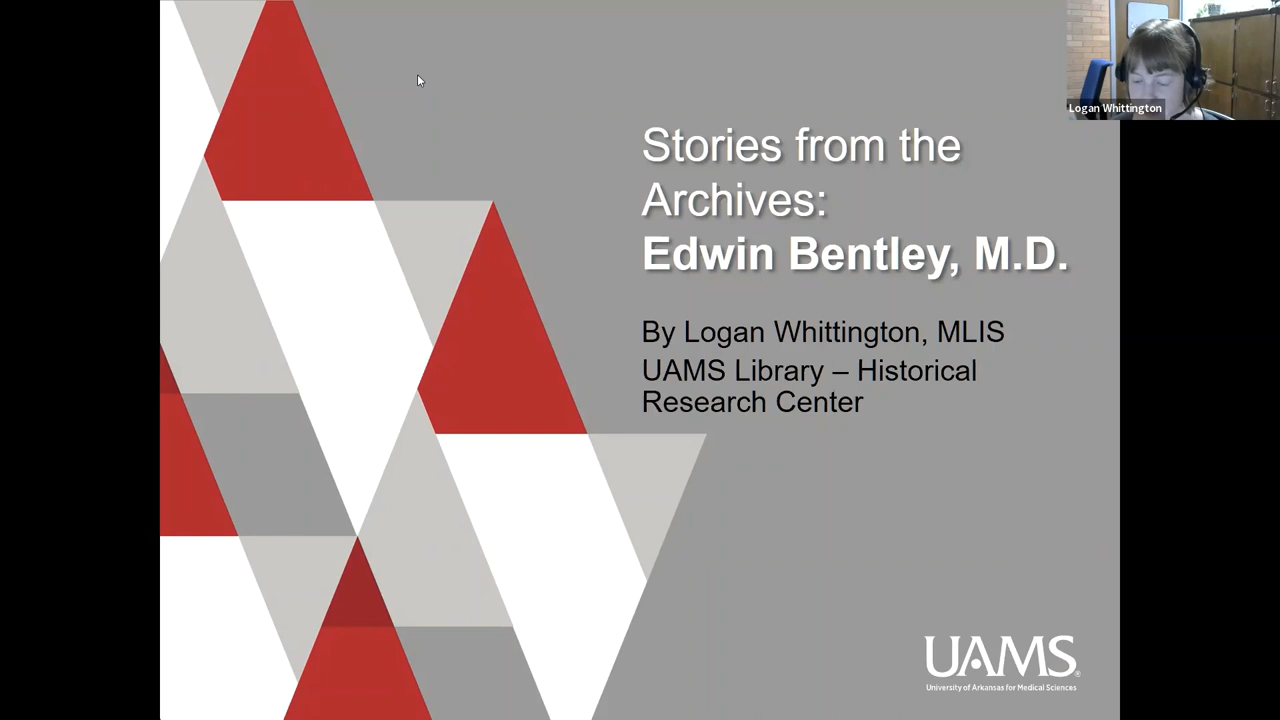 Logan Whittington
Stories from the
Archives:
Edwin Bentley, M.D.
By Logan Whittington, MLIS
UAMS Library – Historical
Research Center
UAMS®
University of Arkansas for Medical Sciences